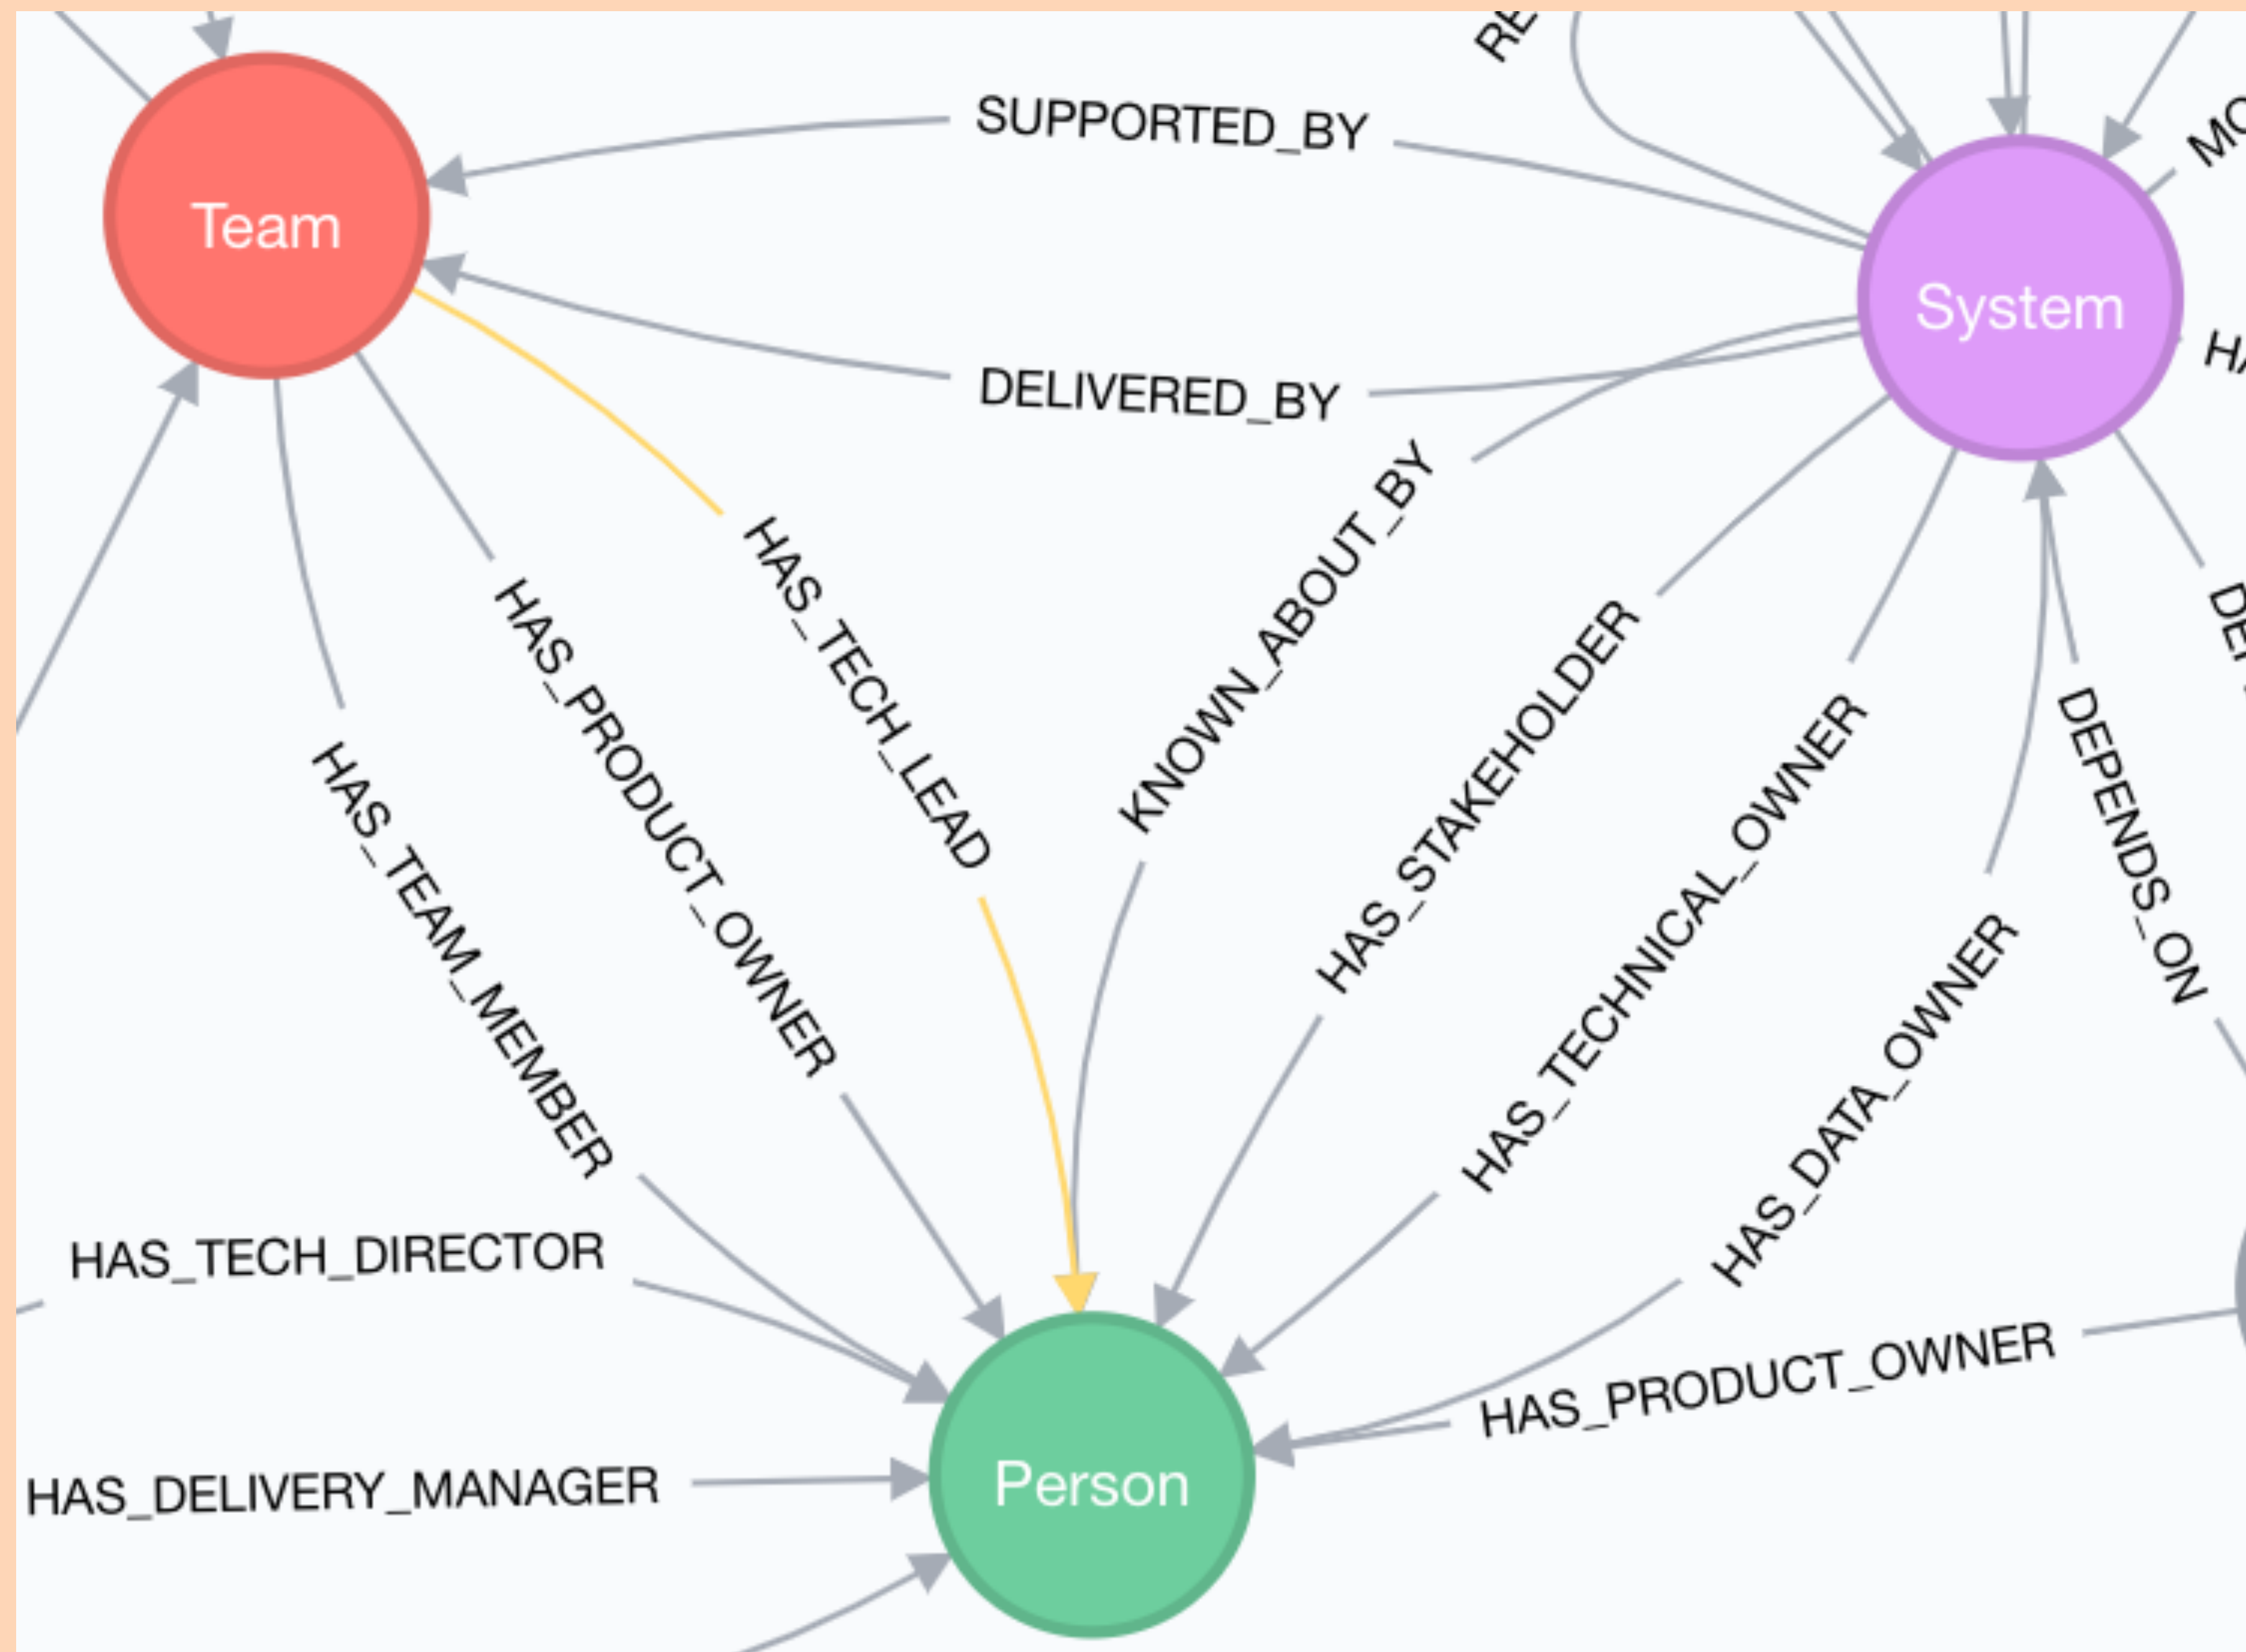 SUPPORTED_BY
Team
System
DELIVERED_BY
KNOWN_ABOUT_BY
HAS_TECH_LEAD
HAS_PRODUCT_OWNER
HAS_STAKEHOLDER
HAS_TEAM_MEMBER
HAS_TECHNICAL_OWNER
DEPENDS_ON
HAS_DATA_OWNER
HAS_TECH_DIRECTOR
HAS_PRODUCT_OWNER
HAS_DELIVERY_MANAGER
Person